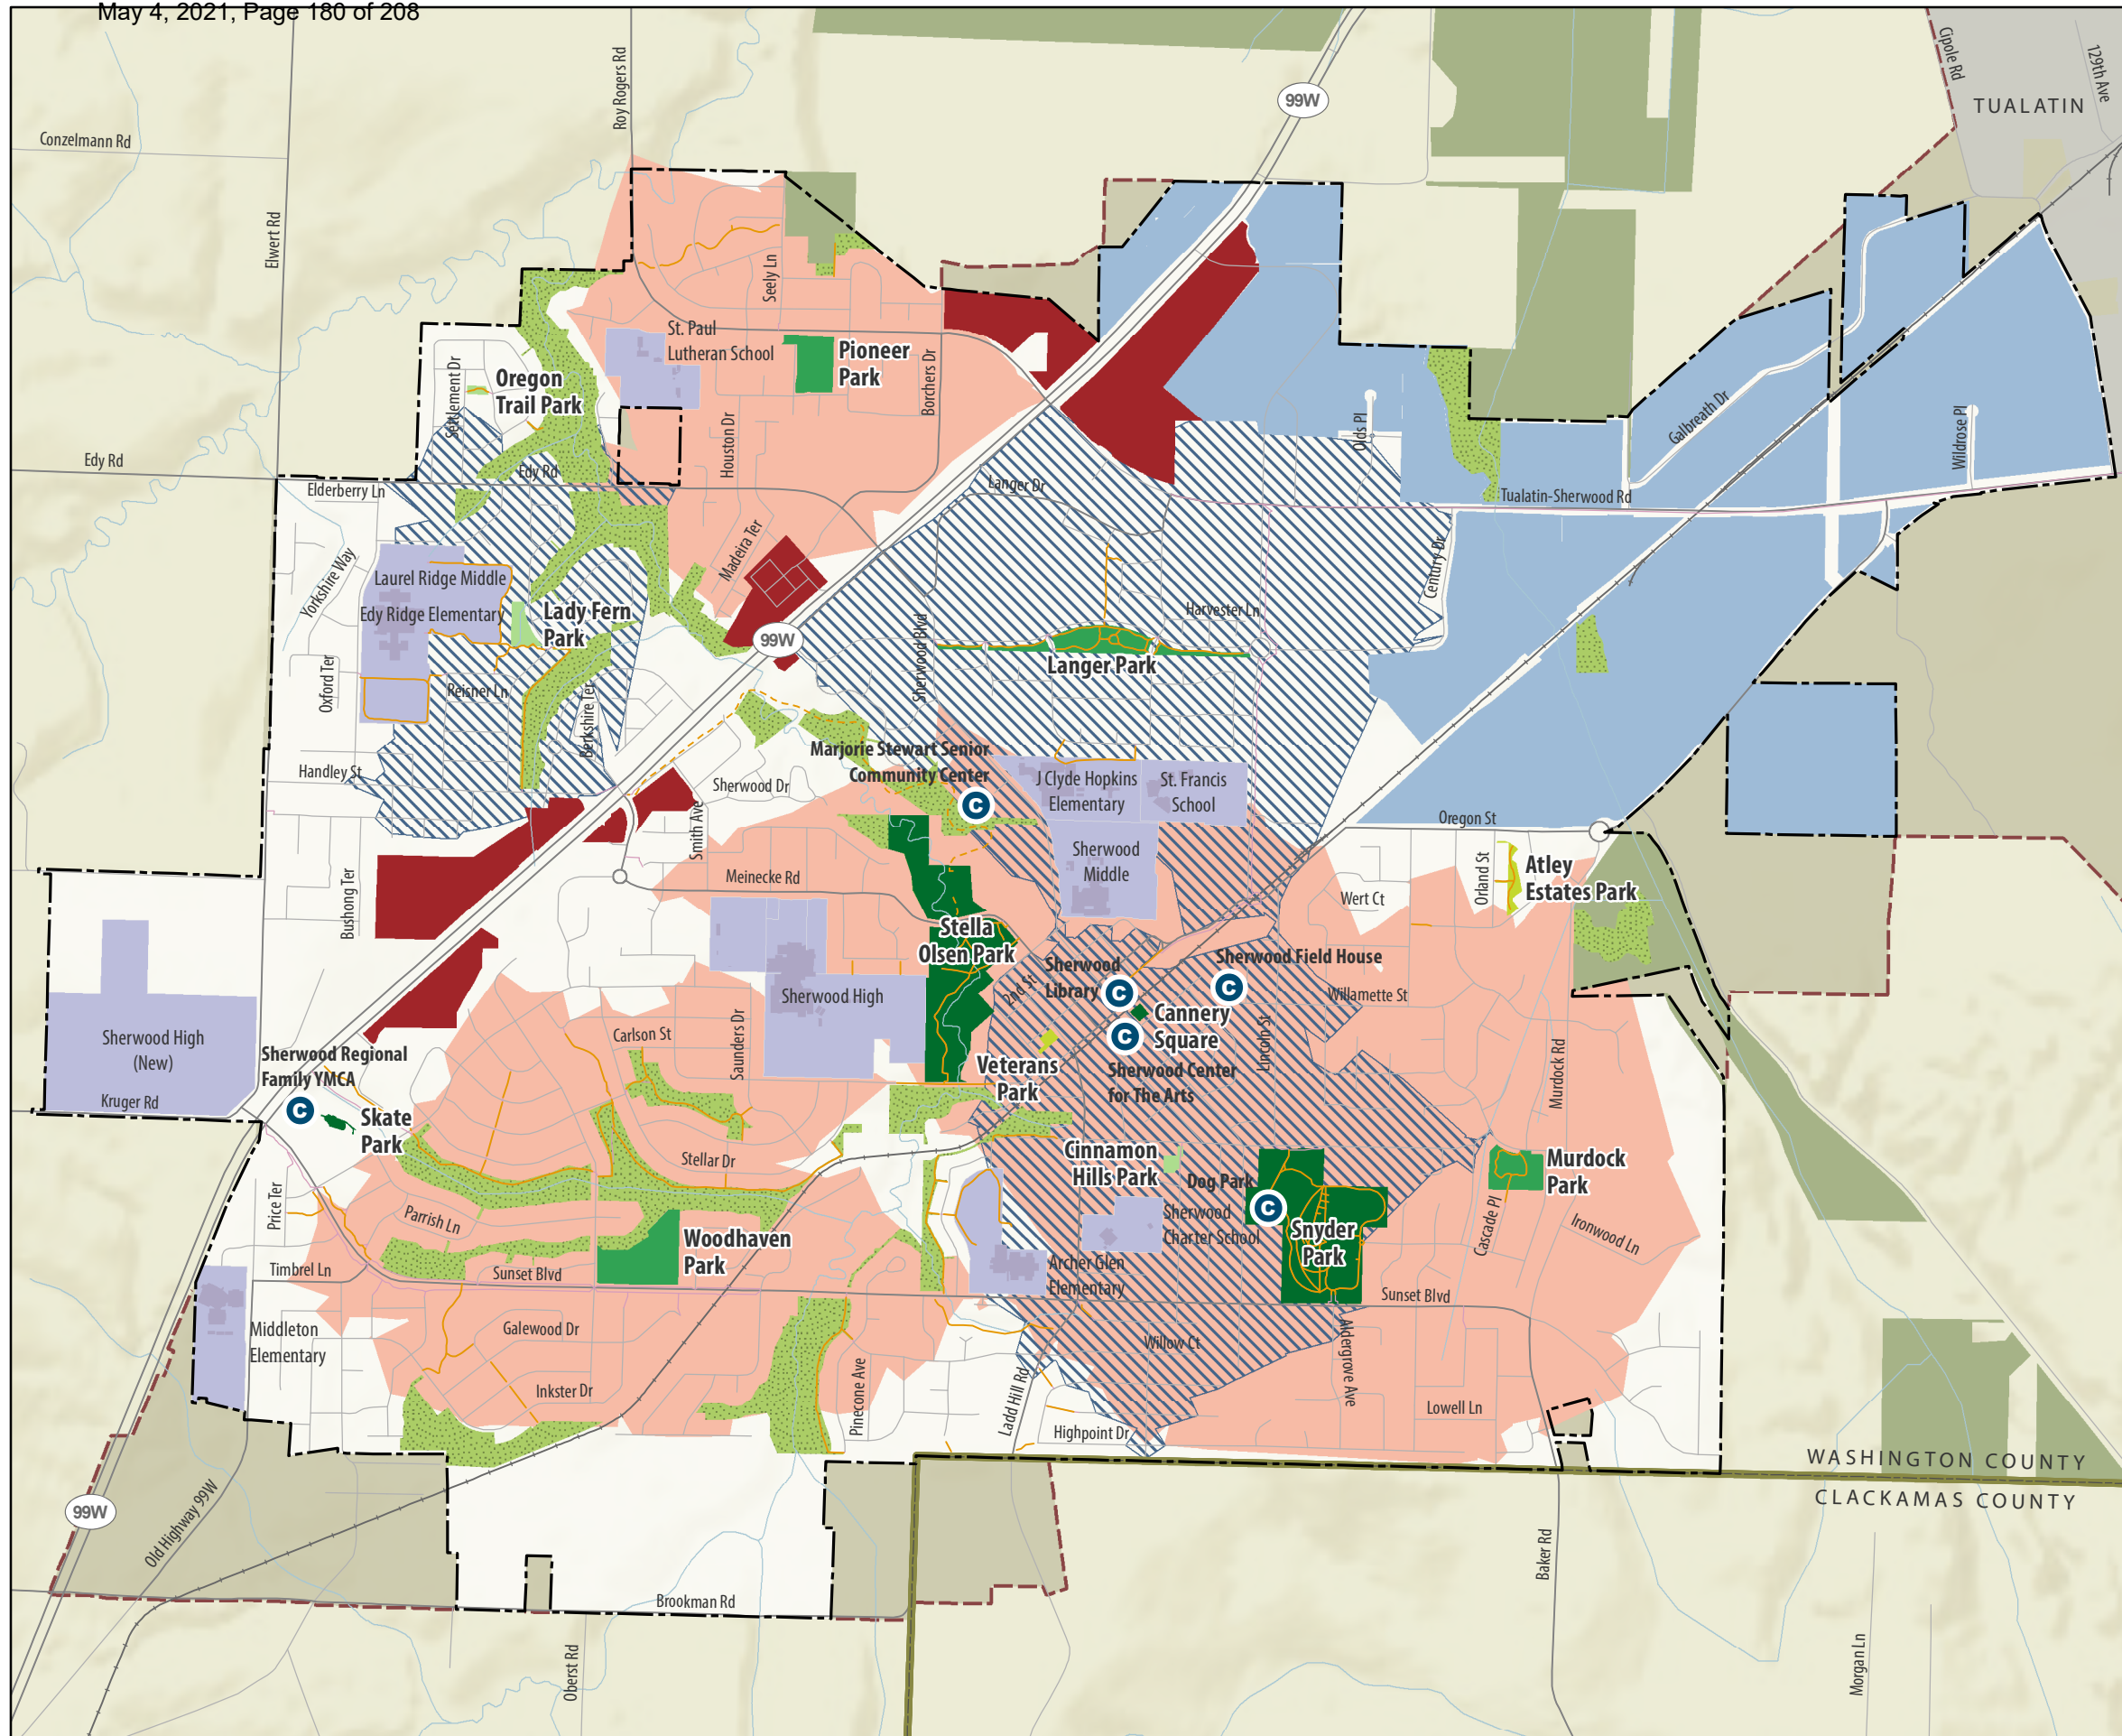 May 4, 2021, Page 180 of 208
Roy Rogers Rd
Cipole Rd
129th Ave
99W
TUALATIN
Conzelmann Rd
Elwert Rd
Seely Ln
St. Paul
Lutheran School
Pioneer
Park
Borchers Dr
Settlement Dr
Oregon
Trail Park
Houston Dr
Olds Pl
Galbreath Dr
Wildrose Pl
Edy Rd
Edy Rd
Elderberry Ln
Langer Dr
Tualatin-Sherwood Rd
Madeira Ter
Century Dr
Yorkshire Way
Laurel Ridge Middle
Edy Ridge Elementary
Lady Fern
Park
99W
Sherwood Blvd
Harvester Ln
Langer Park
Oxford Ter
Reisner Ln
Berkshire Ter
Handley St
Marjorie Stewart Senior
Community Center
C
Sherwood Dr
Smith Ave
J Clyde Hopkins
Elementary
St. Francis
School
Oregon St
Sherwood
Middle
Orland St
Atley
Estates Park
Meinecke Rd
Bushong Ter
Wert Ct
Stella
Olsen Park
Sherwood
Library
C
Sherwood Field House
C
2nd St
Willamette St
Sherwood High
Cannery
Square
C
Sherwood High
(New)
Carlson St
Saunders Dr
Lincoln St
Murdock Rd
Sherwood Regional
Family YMCA
C
Veterans
Park
Sherwood Center
for The Arts
Kruger Rd
Skate
Park
Stellar Dr
Cinnamon
Hills Park
Dog Park
C
Murdock
Park
Price Ter
Parrish Ln
Sherwood
Charter School
Snyder
Park
Cascade Pl
Ironwood Ln
Woodhaven
Park
Timbrel Ln
Sunset Blvd
Archer Glen
Elementary
Sunset Blvd
Middleton
Elementary
Galewood Dr
Willow Ct
Aldergrove Ave
Inkster Dr
Pinecone Ave
Ladd Hill Rd
Highpoint Dr
Lowell Ln
WASHINGTON COUNTY
CLACKAMAS COUNTY
99W
Old Highway 99W
Baker Rd
Brookman Rd
Oberst Rd
Morgan Ln